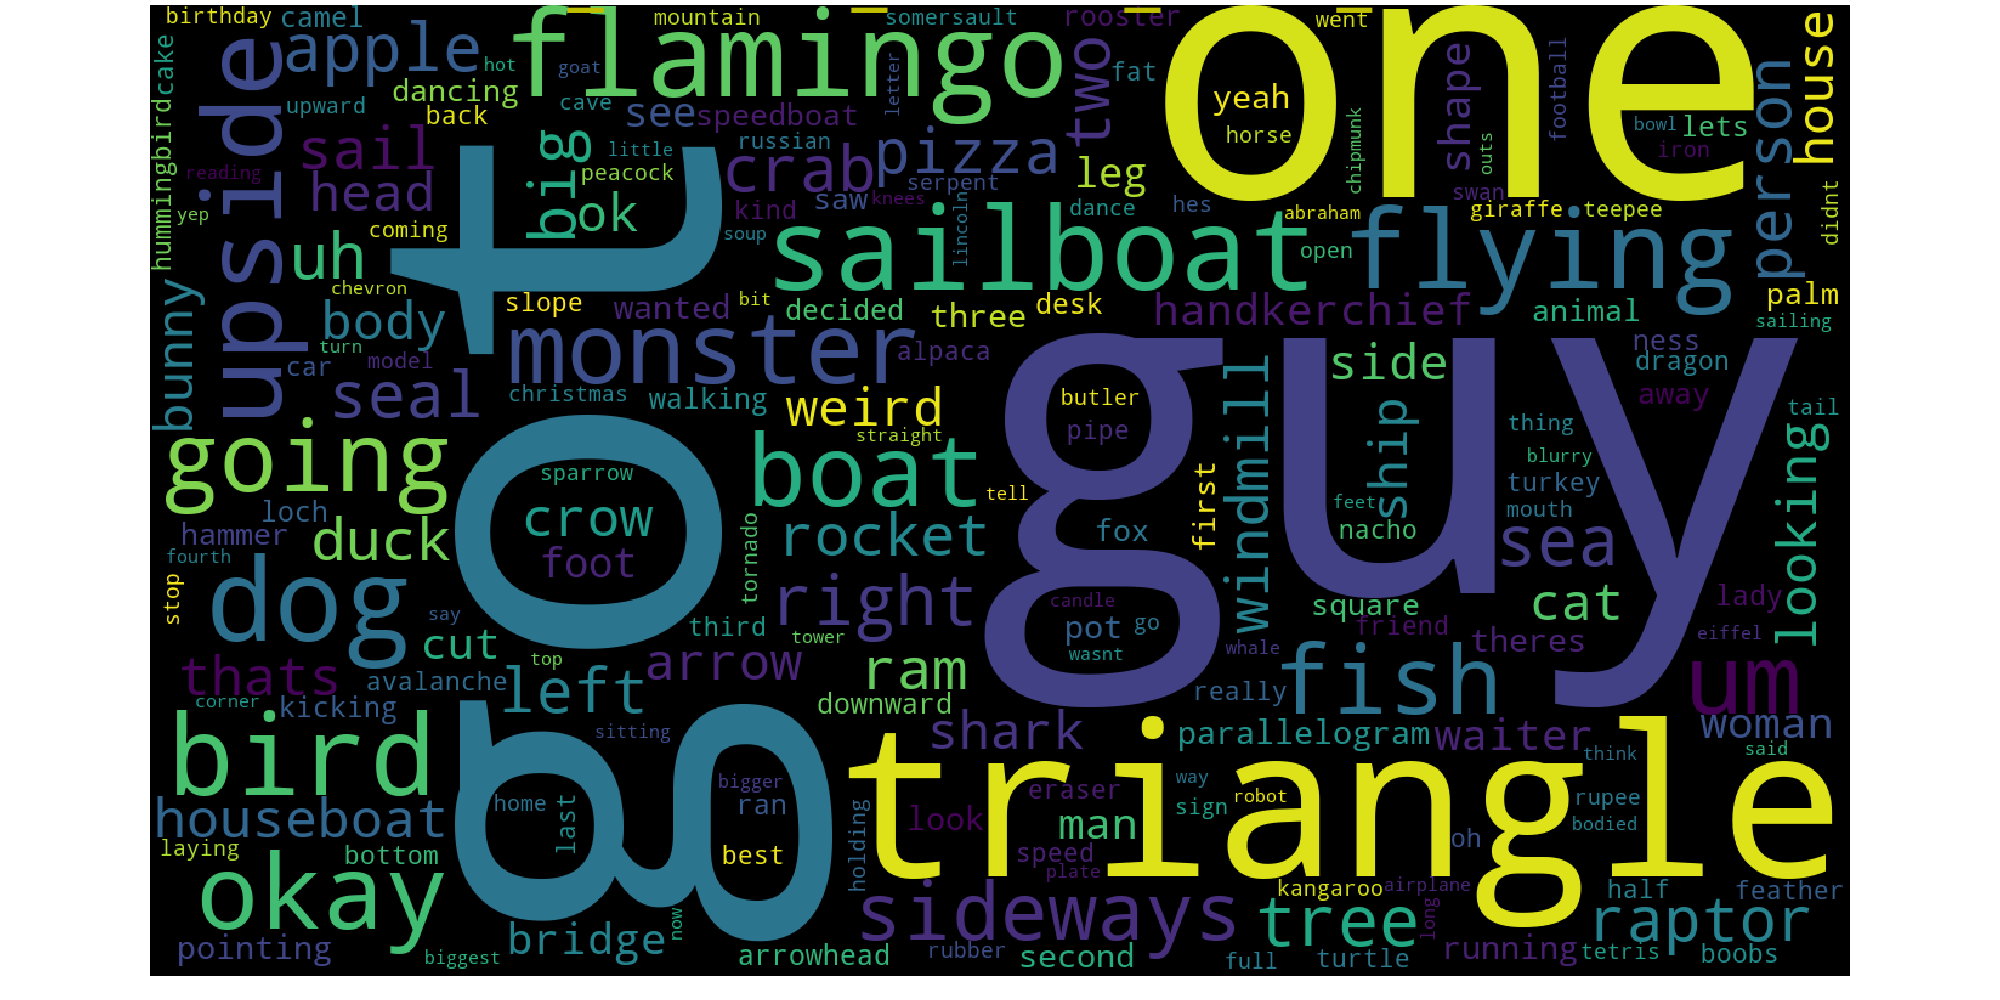 birthday
camel
mountain
somersault
rooster
went
apple
flamingo
one
two
house
cake
hummingbird
upside
hot
goat
letter
fat
yeah
shape
football
person
dancing
upward
back
cave
see
speedboat
horse
chipmunk
outs
bowl
lets
sail
big
little
russian
crab
pizza
leg
iron
reading
head
peacock
serpent
swan
yep
ok
kind
saw
knees
dance
hes
abraham
giraffe
teepee
didnt
coming
got
soup
lincoln
sailboat
open
flying
uh
chevron
bunny
body
slope
wanted
bit
decided
three
desk
handkerchief
animal
palm
sailing
turn
car
model
monster
alpaca
guy
side
ness
dragon
seal
christmas
walking
weird
butler
windmill
ship
away
tail
going
straight
pipe
thing
looking
boat
blurry
sparrow
tell
first
turkey
loch
crow
feet
mouth
hammer
duck
tornado
rocket
fox
nacho
sea
fourth
foot
stop
dog
right
candle
square
cat
lady
say
cut
third
tower
pot
go
friend
theres
eiffel
thats
top
arrow
ram
wasnt
whale
fish
um
avalanche
left
really
corner
kicking
downward
bird
sitting
shark
parallelogram
waiter
woman
triangle
think
said
bigger
way
houseboat
home
last
ran
holding
look
eraser
sign
robot
rupee
man
bodied
laying
bottom
best
speed
oh
plate
okay
sideways
kangaroo
airplane
half
feather
now
tree
long
raptor
pointing
biggest
bridge
arrowhead
rubber
second
full
turtle
running
tetris
boobs